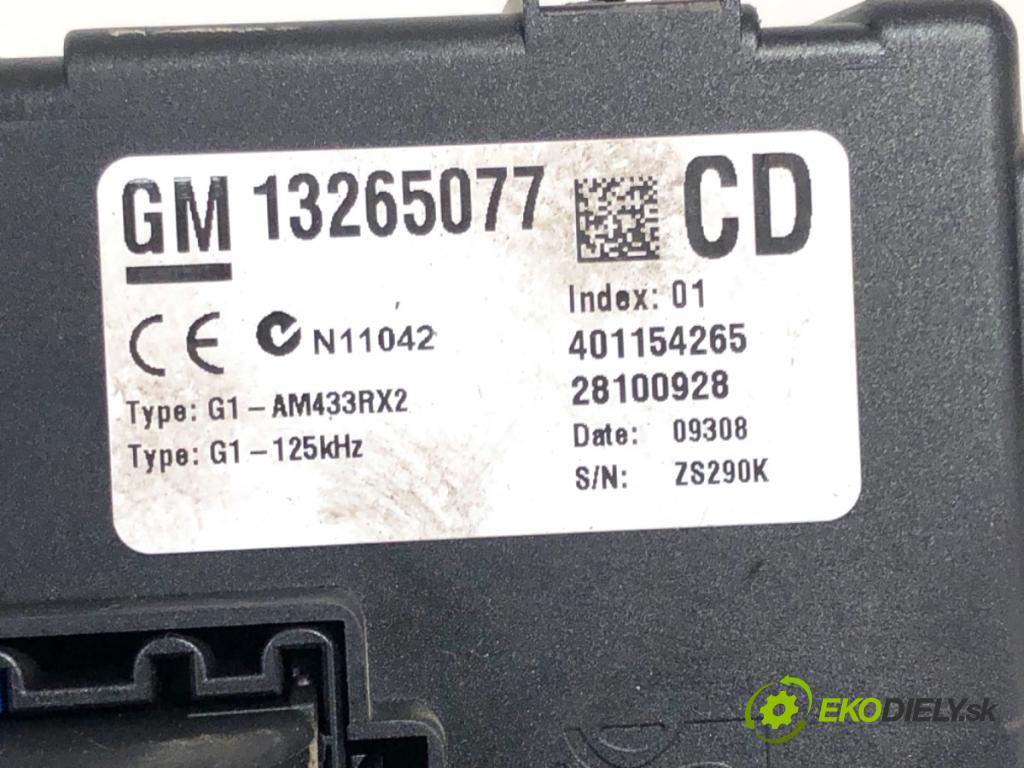 GM 13265077 CD
Index: 01
CE N11042
401154265
28100928
Type: G1-AM433RX2
Date: 09308
Type: G1-125kHz
S/N: ZS290K
EKODIELY.sk